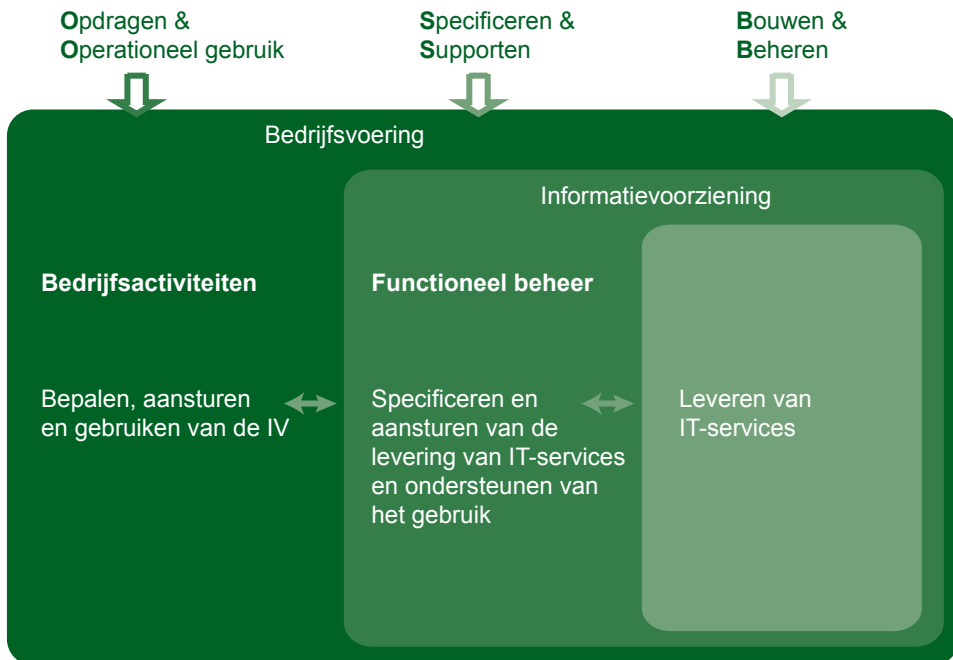 Opdragen &
Operationeel gebruik
Specificeren &
Supporten
Bouwen &
Beheren
Bedrijfsvoering
Informatievoorziening
Bedrijfsactiviteiten
Functioneel beheer
Bepalen, aansturen
en gebruiken van de IV
Specificeren en
aansturen van de
levering van IT-services
en ondersteunen van
het gebruik
Leveren van
IT-services